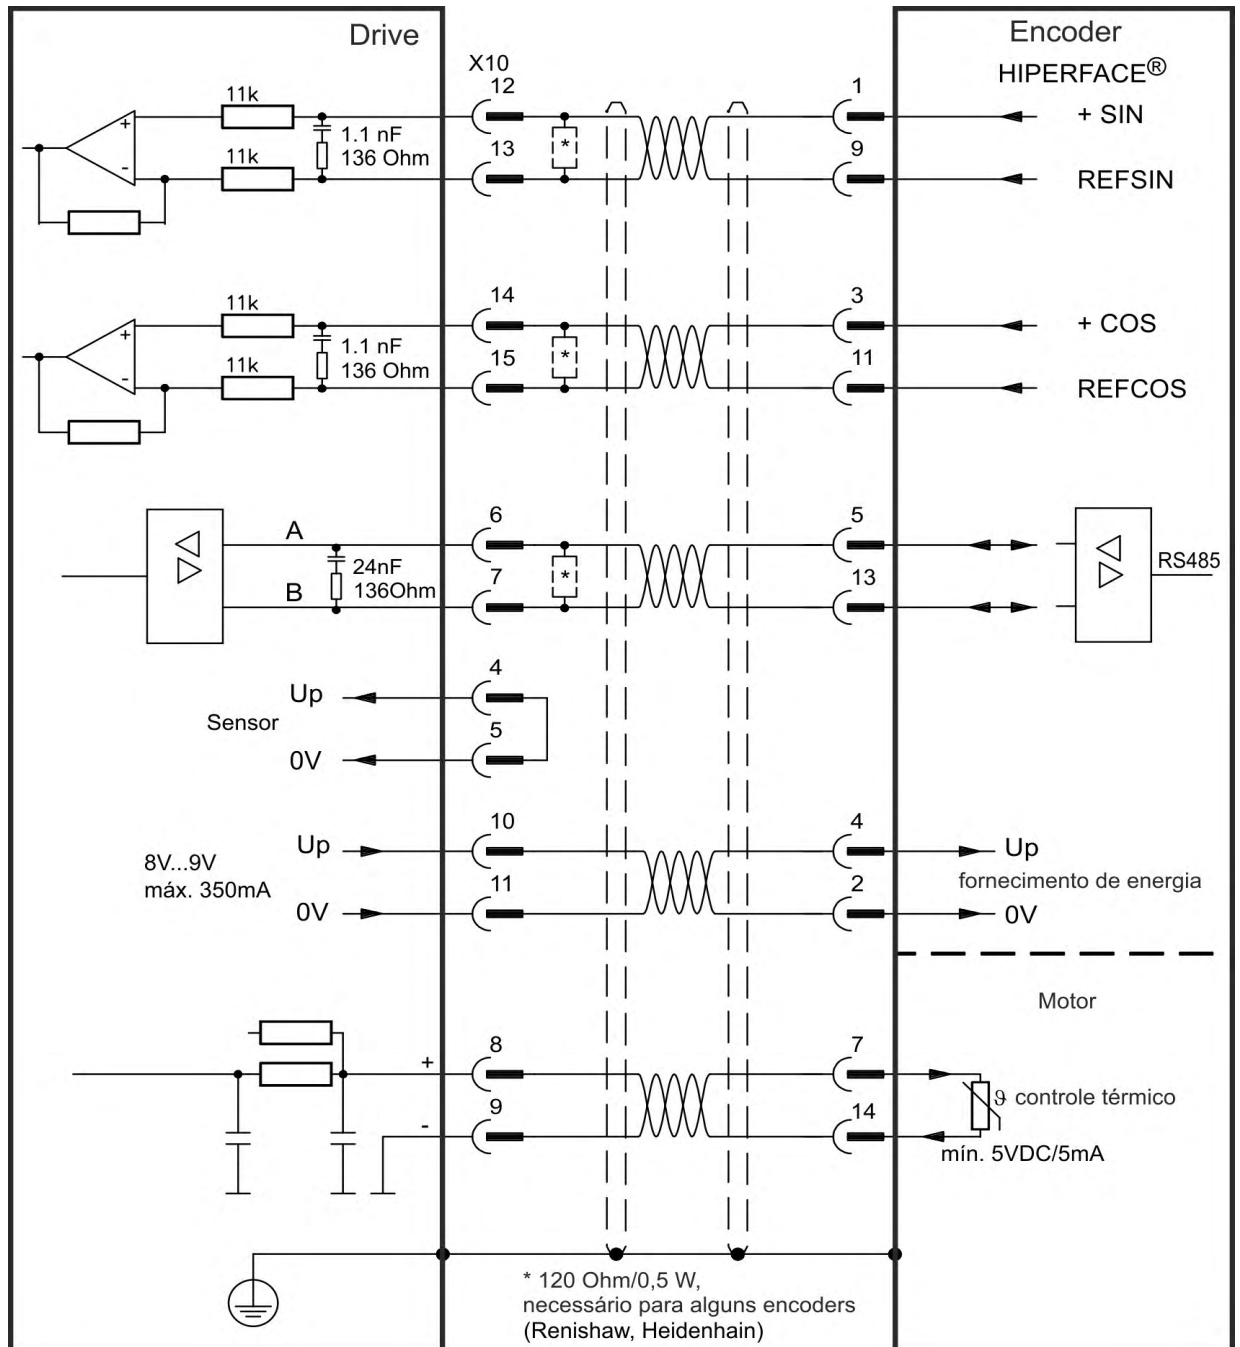 Drive
Encoder
HIPERFACE®
X10
12
1
11k
+
1.1 nF
136 Ohm
*
+ SIN
13
9
11k
-
REFSIN
14
3
11k
+
1.1 nF
136 Ohm
*
+ COS
15
11
11k
-
REFCOS
6
5
A
24nF
136Ohm
*
RS485
7
13
B
4
Up
Sensor
5
0V
10
4
Up
Up
8V...9V
máx. 350mA
fornecimento de energia
11
2
0V
0V
Motor
8
7
+
ϑ controle térmico
9
14
-
mín. 5VDC/5mA
* 120 Ohm/0,5 W,
necessário para alguns encoders
(Renishaw, Heidenhain)